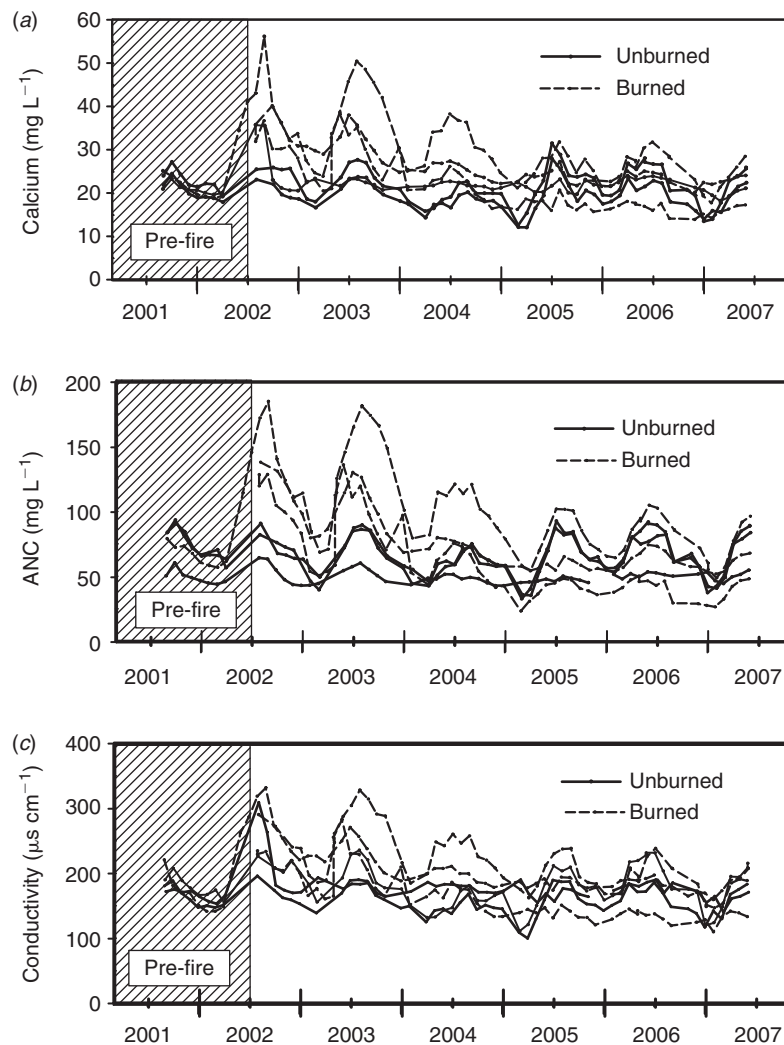 (a)
60
50
40
30
20
10
0
Calcium (mg L−1)
Unburned
Burned
Pre-fire
2001 2002 2003 2004 2005 2006 2007
(b)
200
150
100
50
0
ANC (mg L−1)
Unburned
Burned
Pre-fire
2001 2002 2003 2004 2005 2006 2007
(c)
400
300
200
100
0
Conductivity (μs cm−1)
Unburned
Burned
Pre-fire
2001 2002 2003 2004 2005 2006 2007